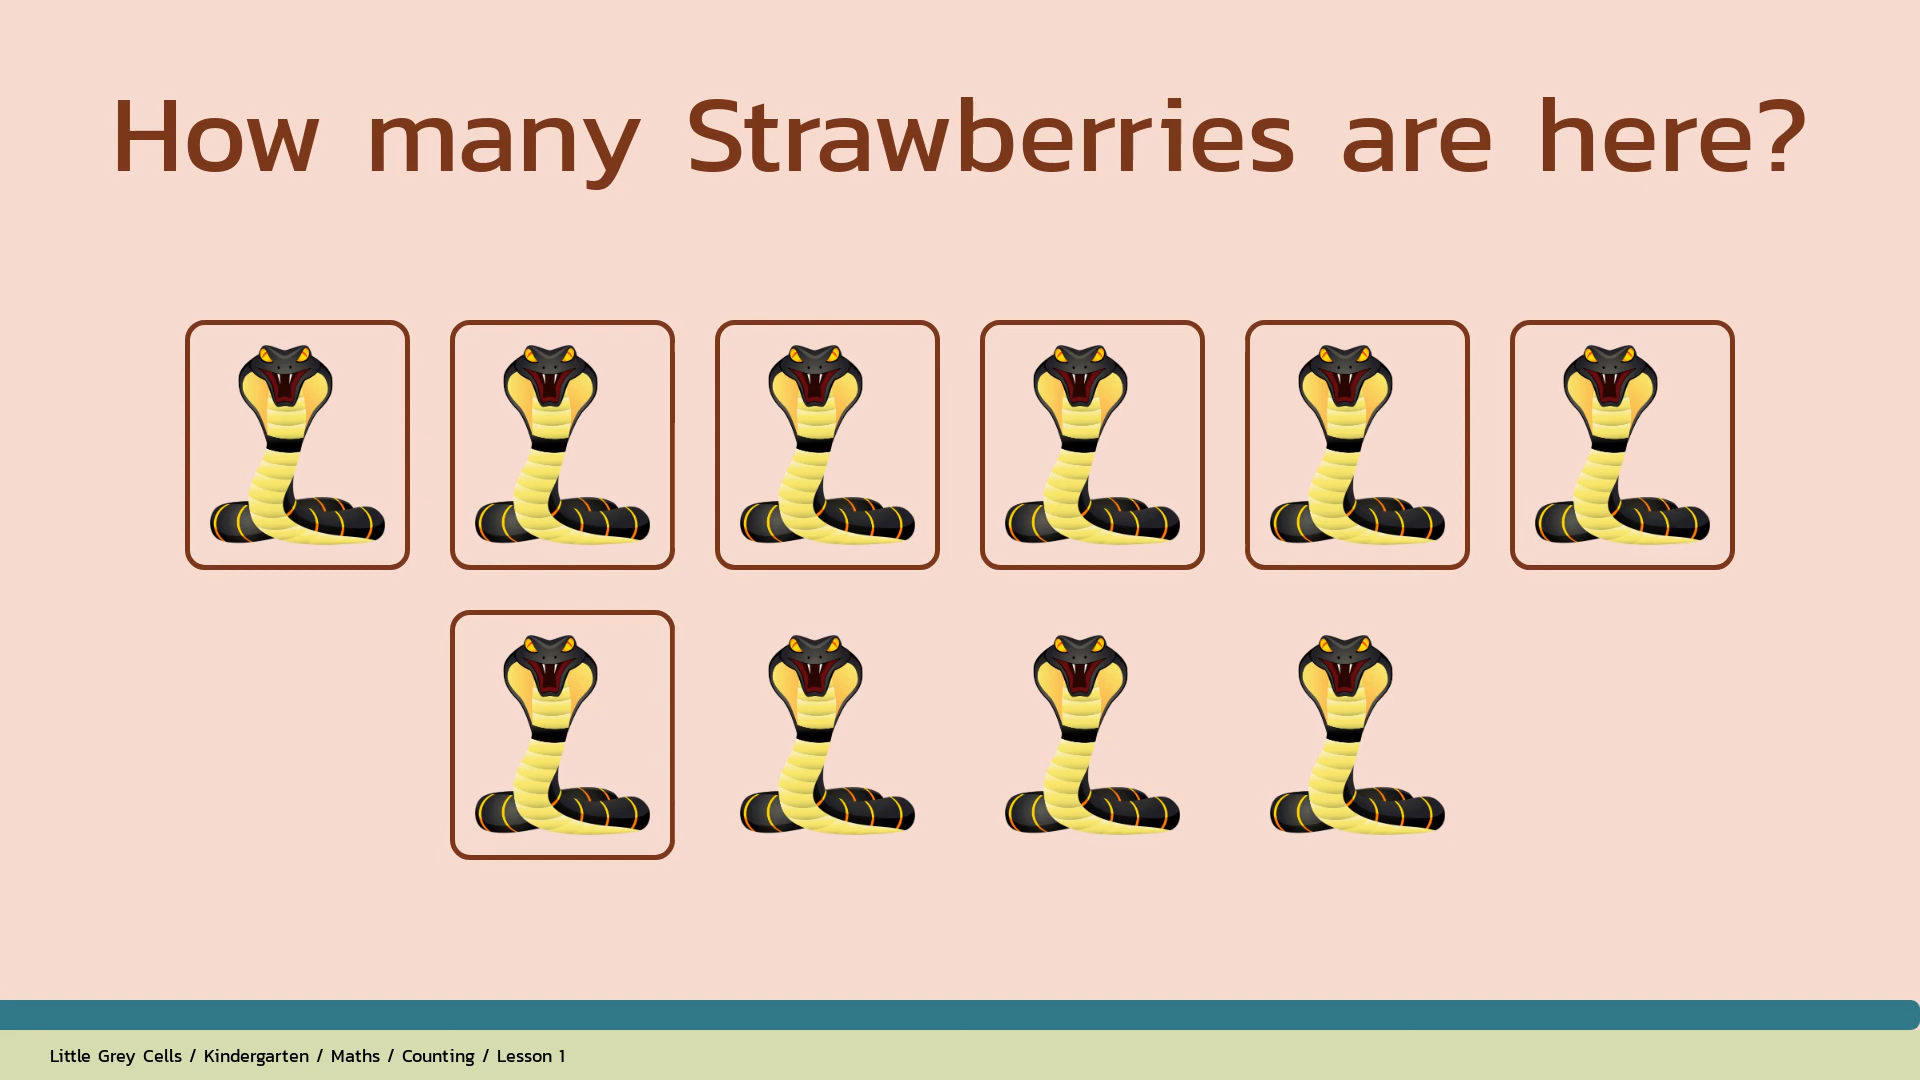 How many Strawberries are here?
Little Grey Cells / Kindergarten / Maths / Counting / Lesson 1